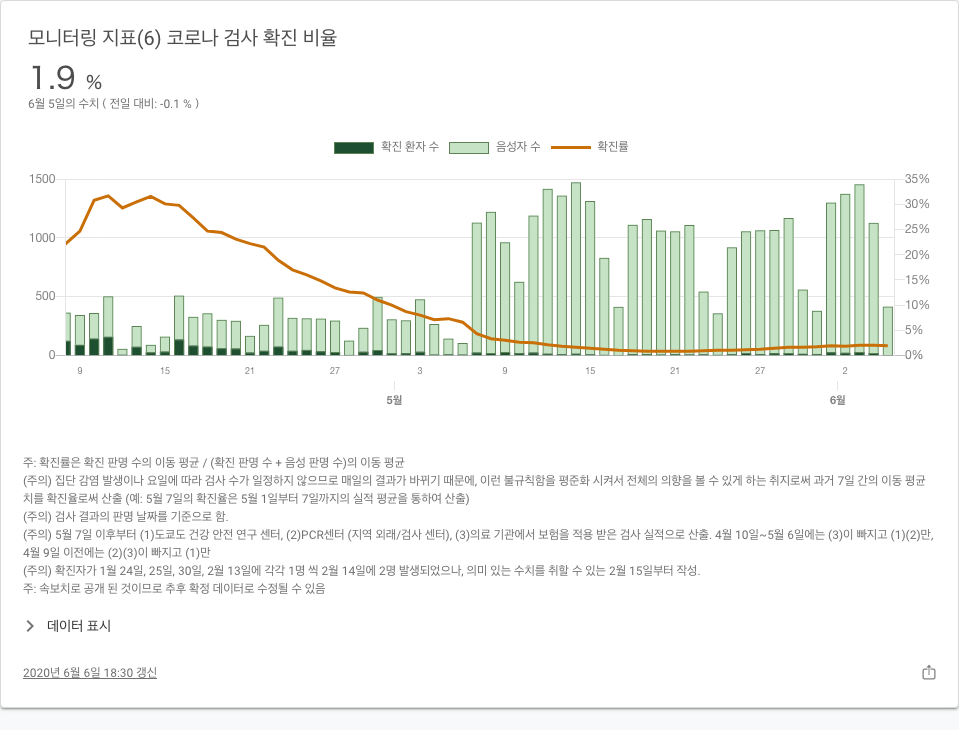 모니터링 지표(6) 코로나 검사 확진 비율
1.9 %
6월 5일의 수치 ( 전일 대비: -0.1 % )
확진 환자 수 음성자 수 확진률
1500 35%
30%
1000 25%
20%
15%
500 10%
5%
0 0%
9 15 21 27 3 9 15 21 27 2
5월 6월
주: 확진률은 확진 판명 수의 이동 평균 / (확진 판명 수 + 음성 판명 수)의 이동 평균
(주의) 집단 감염 발생이나 요일에 따라 검사 수가 일정하지 않으므로 매일의 결과가 바뀌기 때문에, 이런 불규칙함을 평준화 시켜서 전체의 의향을 볼 수 있게 하는 취지로써 과거 7일 간의 이동 평균
치를 확진율로써 산출 (예: 5월 7일의 확진율은 5월 1일부터 7일까지의 실적 평균을 통하여 산출)
(주의) 검사 결과의 판명 날짜를 기준으로 함.
(주의) 5월 7일 이후부터 (1)도쿄도 건강 안전 연구 센터, (2)PCR센터 (지역 외래/검사 센터), (3)의료 기관에서 보험을 적용 받은 검사 실적으로 산출. 4월 10일~5월 6일에는 (3)이 빠지고 (1)(2)만,
4월 9일 이전에는 (2)(3)이 빠지고 (1)만
(주의) 확진자가 1월 24일, 25일, 30일, 2월 13일에 각각 1명 씩 2월 14일에 2명 발생되었으나, 의미 있는 수치를 취할 수 있는 2월 15일부터 작성.
주: 속보치로 공개 된 것이므로 추후 확정 데이터로 수정될 수 있음
데이터 표시
2020년 6월 6일 18:30 갱신